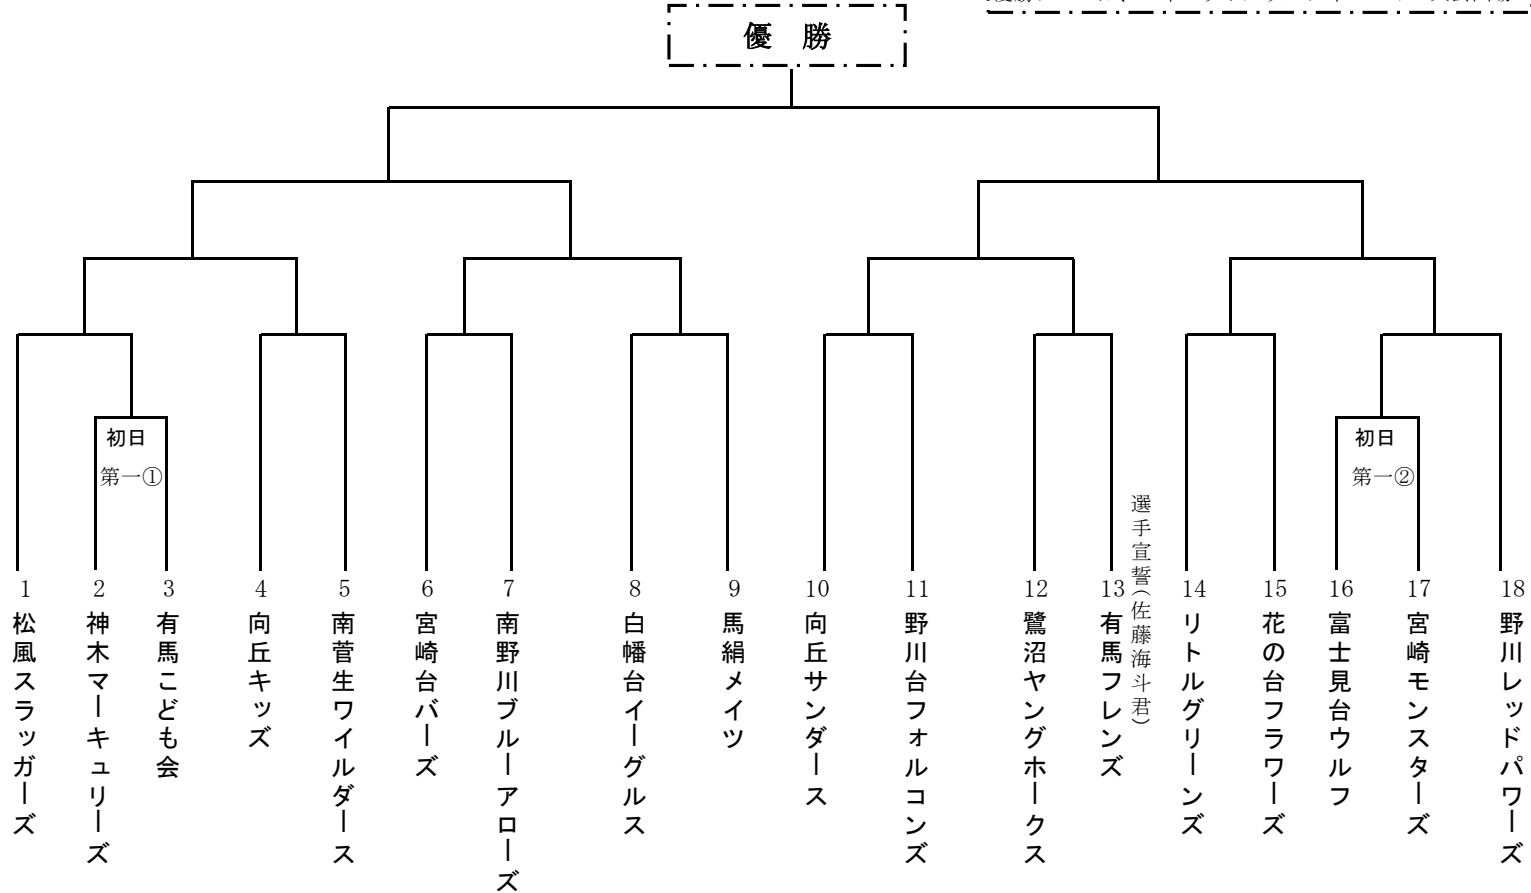 優　勝
初日
第一①
初日
第一②
選手宣誓(佐藤海斗君)
1
松風スラッガーズ
2
神木マーキュリーズ
3
有馬こども会
4
向丘キッズ
5
南菅生ワイルダース
6
宮崎台バーズ
7
南野川ブルーアローズ
8
白幡台イーグルス
9
馬絹メイツ
10
向丘サンダース
11
野川台フォルコンズ
12
鷺沼ヤングホークス
13
有馬フレンズ
14
リトルグリーンズ
15
花の台フラワーズ
16
富士見台ウルフ
17
宮崎モンスターズ
18
野川レッドパワーズ